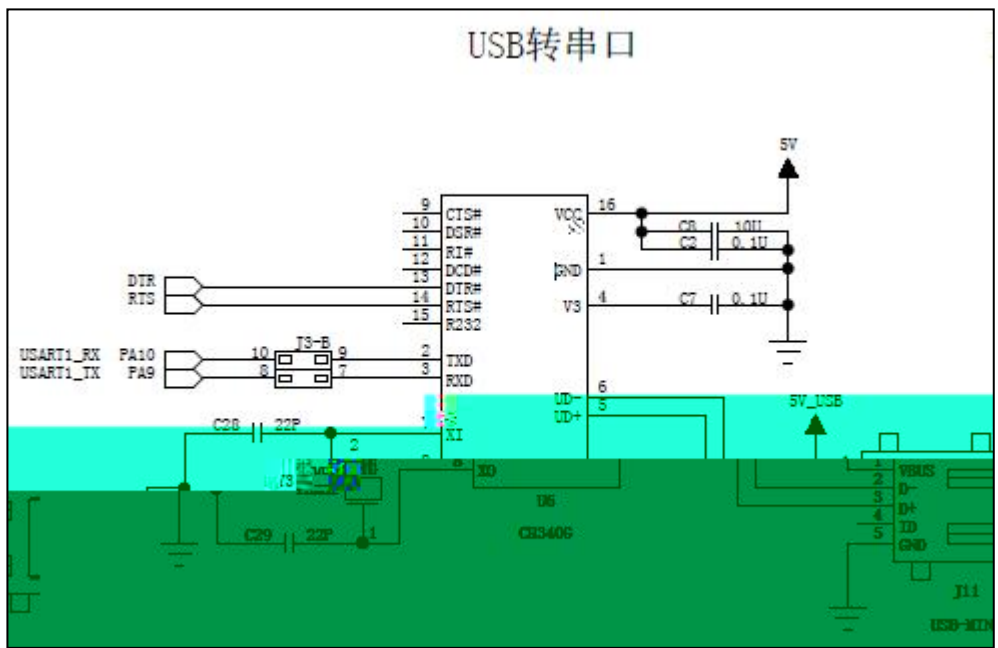 USB转串口
5V
9 CTS# VCC 16
10 DSR# C8 10U
11 RI# C2 0.1U
12 DCD# GND 1
DTR 13 DTR#
RTS 14 RTS# V3 4 C7 0.1U
15 R232
J3-B
USART1_RX PA10 10 9 2 TXD
USART1_TX PA9 8 7 3 RXD
UD- 6
UD+ 5
5V_USB
C28 22P XI
2
XO
1 VBUS
2 D-
3 D+
4 ID
5 GND
U6
CH340G
C29 22P 1
J11
USB-MIN